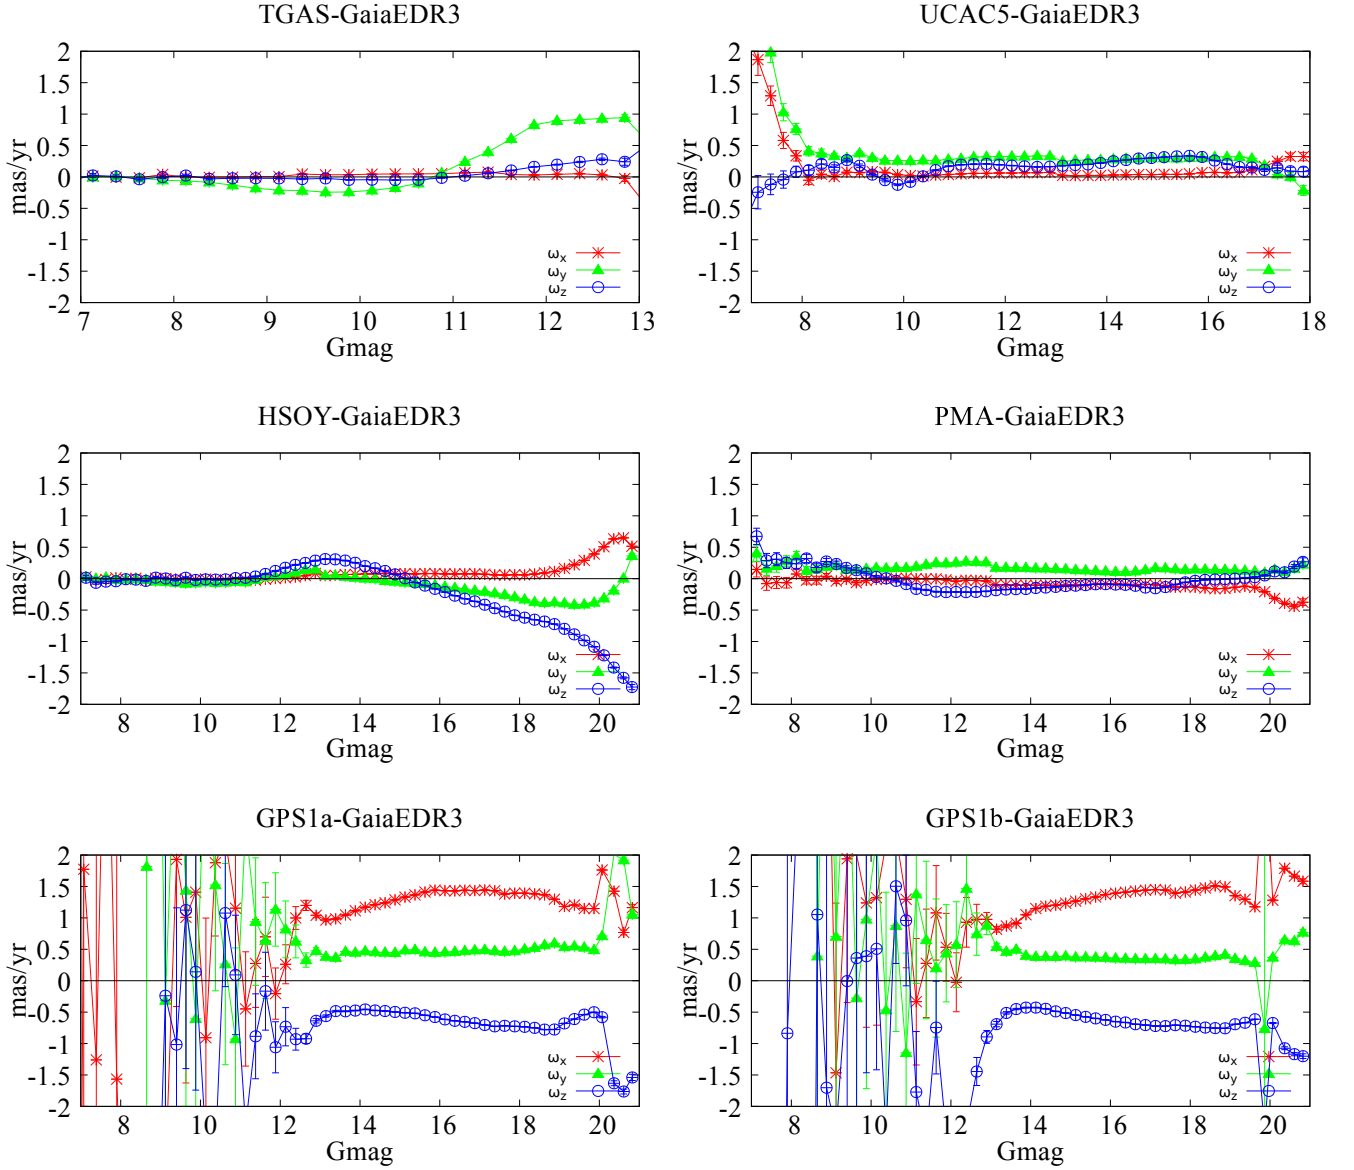 TGAS-GaiaEDR3
2
1.5
1
0.5
0
-0.5
-1
-1.5
-2
mas/yr
ωx
ωy
ωz
7 8 9 10 11 12 13
Gmag
UCAC5-GaiaEDR3
2
1.5
1
0.5
0
-0.5
-1
-1.5
-2
mas/yr
ωx
ωy
ωz
8 10 12 14 16 18
Gmag
HSOY-GaiaEDR3
2
1.5
1
0.5
0
-0.5
-1
-1.5
-2
mas/yr
ωx
ωy
ωz
8 10 12 14 16 18 20
Gmag
PMA-GaiaEDR3
2
1.5
1
0.5
0
-0.5
-1
-1.5
-2
mas/yr
ωx
ωy
ωz
8 10 12 14 16 18 20
Gmag
GPS1a-GaiaEDR3
2
1.5
1
0.5
0
-0.5
-1
-1.5
-2
mas/yr
ωx
ωy
ωz
8 10 12 14 16 18 20
Gmag
GPS1b-GaiaEDR3
2
1.5
1
0.5
0
-0.5
-1
-1.5
-2
mas/yr
ωx
ωy
ωz
8 10 12 14 16 18 20
Gmag